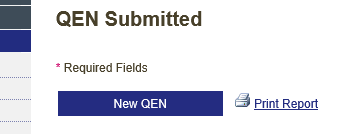 QEN Submitted
* Required Fields
New QEN Print Report